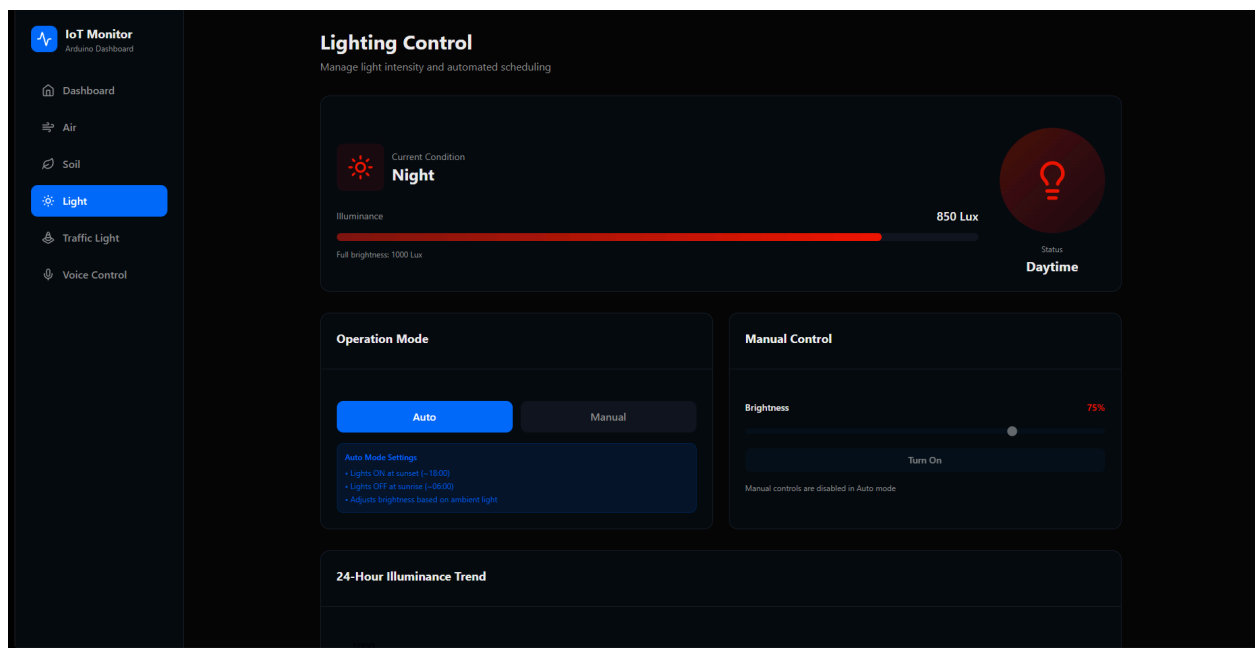 IoT Monitor
Arduino Dashboard
Dashboard
Air
Soil
Light
Traffic Light
Voice Control
Lighting Control
Manage light intensity and automated scheduling
Current Condition
Night
Illuminance
850 Lux
Full brightness: 1000 Lux
Status
Daytime
Operation Mode
Auto
Manual
Auto Mode Settings
• Lights ON at sunset (~18:00)
• Lights OFF at sunrise (~06:00)
• Adjusts brightness based on ambient light
Manual Control
Brightness
75%
Turn On
Manual controls are disabled in Auto mode
24-Hour Illuminance Trend